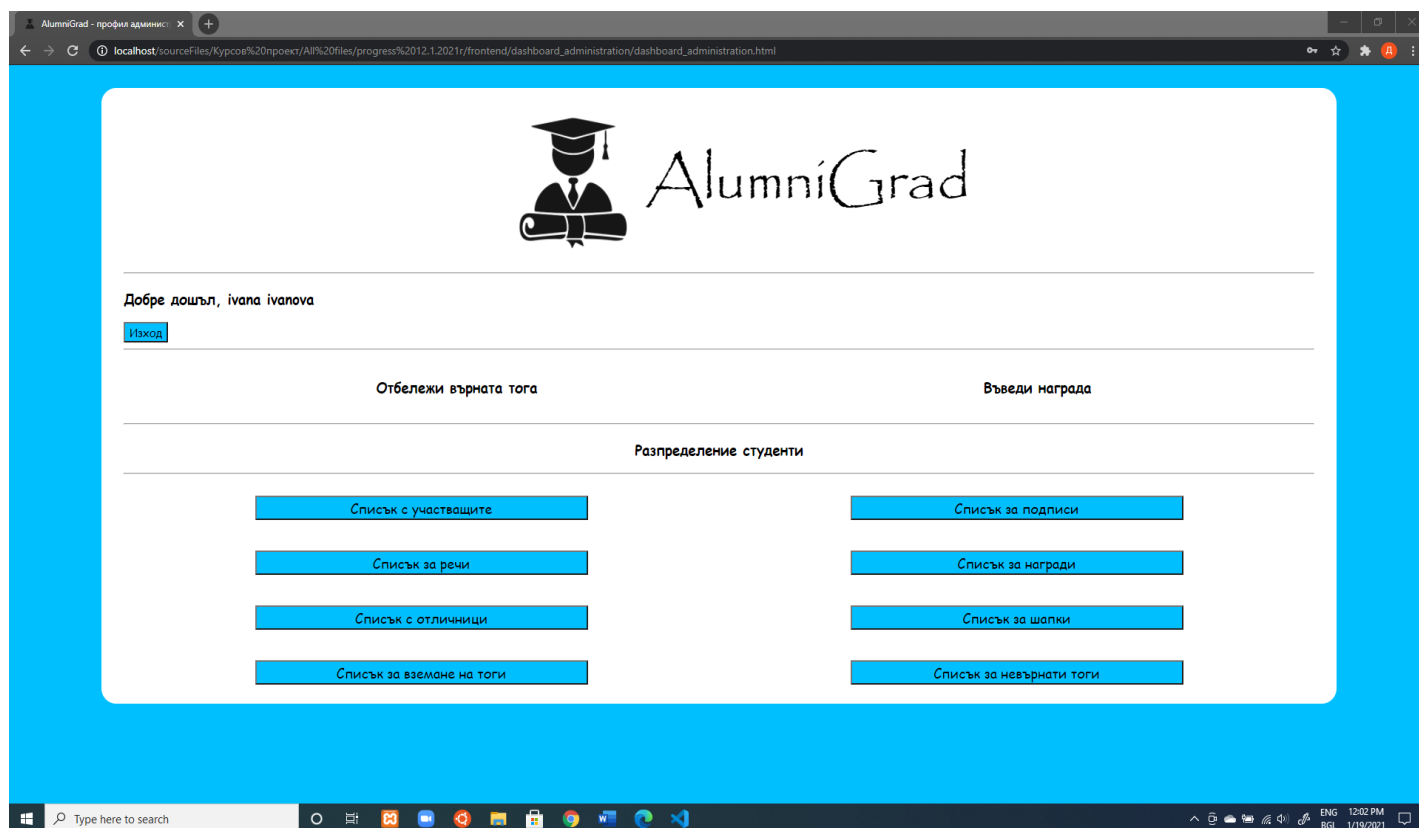 AlumniGrad - профил админист
localhost/sourceFiles/Курсов%20проект/All%20files/progress%2012.1.2021г/frontend/dashboard_administration/dashboard_administration.html
Д
AlumniGrad
Добре дошъл, ivana ivanova
Изход
Отбележи върната тога
Въведи награда
Разпределение студенти
Списък с участващите
Списък за подписи
Списък за речи
Списък за награди
Списък с отличници
Списък за шапки
Списък за вземане на тоги
Списък за невърнати тоги
Type here to search
ENG
12:02 PM
BGL
1/19/2021